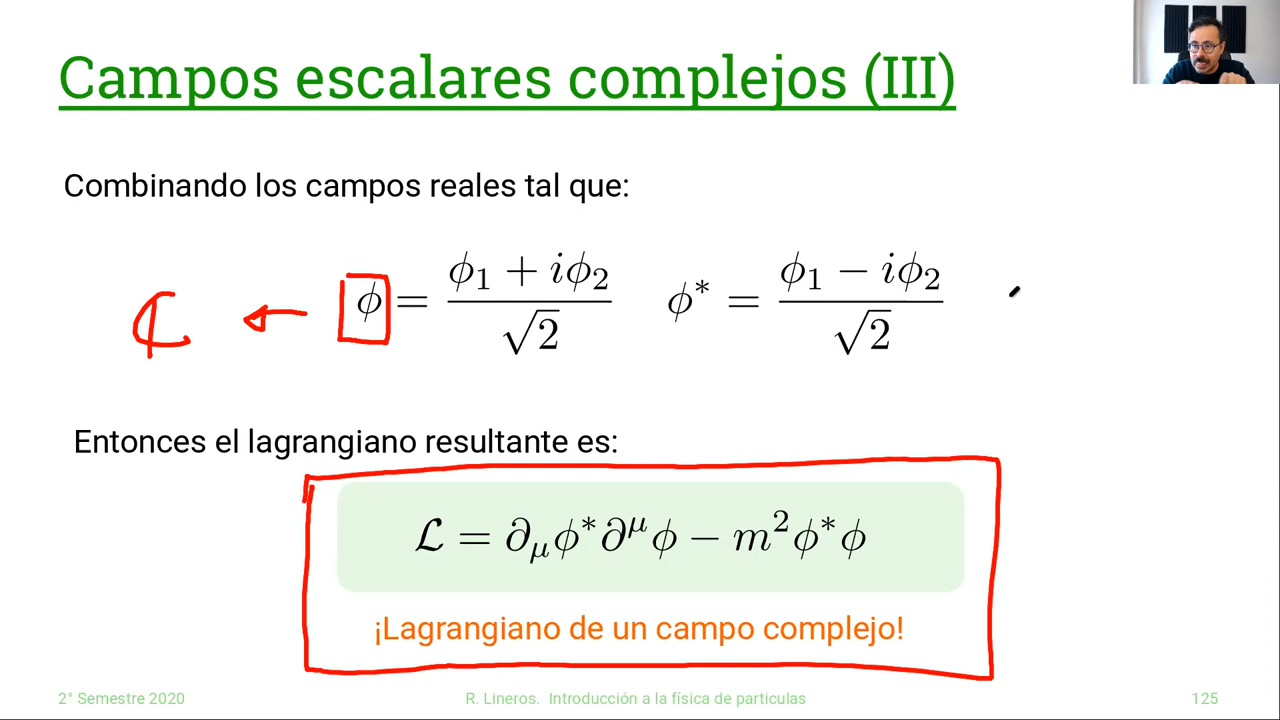 Campos escalares complejos (III)
Combinando los campos reales tal que:
ℂ ← ϕ = (ϕ₁ + iϕ₂)/√2   ϕ* = (ϕ₁ − iϕ₂)/√2
Entonces el lagrangiano resultante es:
ℒ = ∂_μϕ*∂^μϕ − m²ϕ*ϕ
¡Lagrangiano de un campo complejo!
2° Semestre 2020 R. Lineros. Introducción a la física de particulas 125